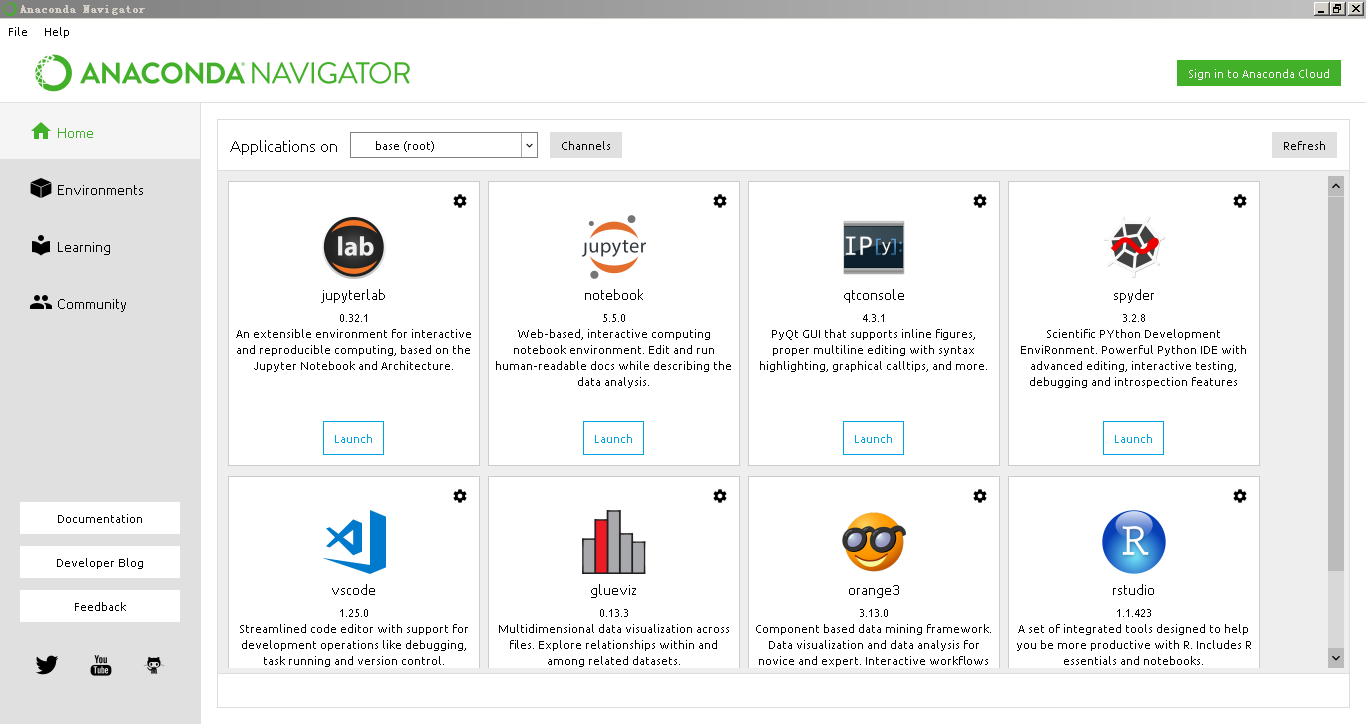 Anaconda Navigator
File Help
ANACONDA NAVIGATOR
Sign in to Anaconda Cloud
Home
Environments
Learning
Community
Documentation
Developer Blog
Feedback
You
Tube
Applications on base (root) Channels Refresh
lab
jupyterlab
0.32.1
An extensible environment for interactive
and reproducible computing, based on the
Jupyter Notebook and Architecture.
Launch
jupyter
notebook
5.5.0
Web-based, interactive computing
notebook environment. Edit and run
human-readable docs while describing the
data analysis.
Launch
IP[y]:
qtconsole
4.3.1
PyQt GUI that supports inline figures,
proper multiline editing with syntax
highlighting, graphical calltips, and more.
Launch
spyder
3.2.8
Scientific PYthon Development
EnviRonment. Powerful Python IDE with
advanced editing, interactive testing,
debugging and introspection features
Launch
vscode
1.25.0
Streamlined code editor with support for
development operations like debugging,
task running and version control.
glueviz
0.13.3
Multidimensional data visualization across
files. Explore relationships within and
among related datasets.
orange3
3.13.0
Component based data mining framework.
Data visualization and data analysis for
novice and expert. Interactive workflows
R
rstudio
1.1.423
A set of integrated tools designed to help
you be more productive with R. Includes R
essentials and notebooks.